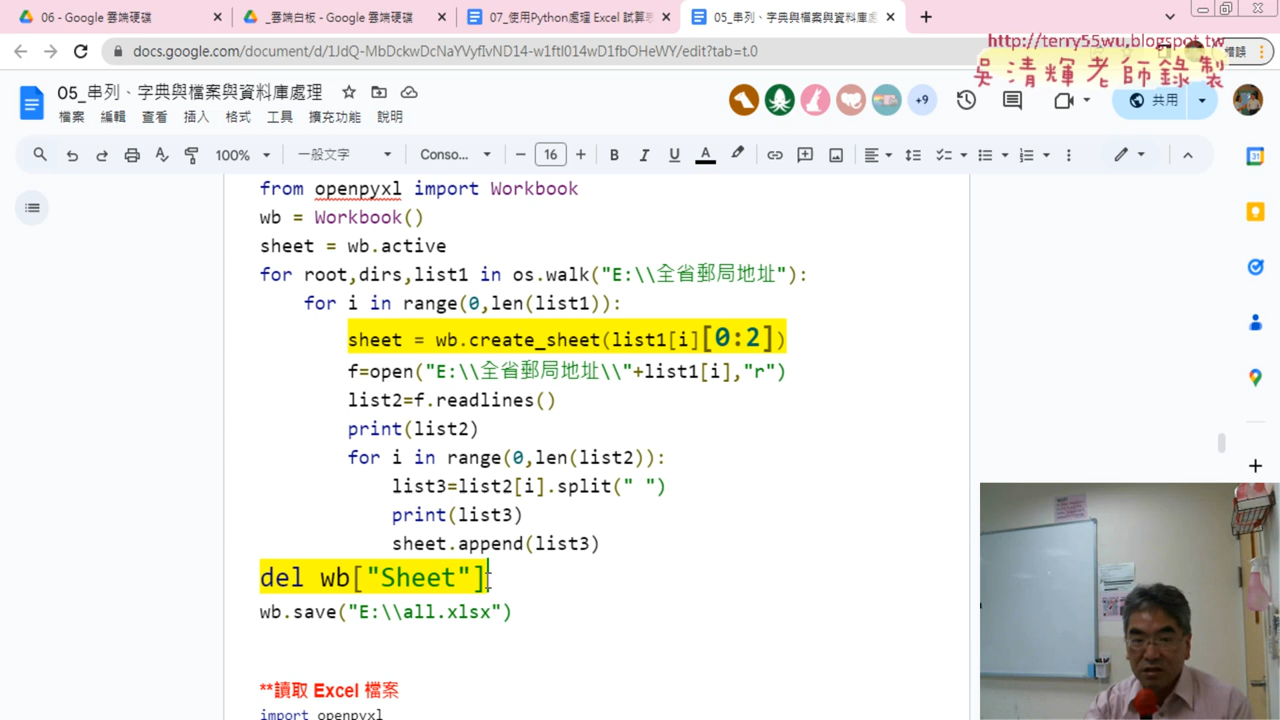 06 - Google 雲端硬碟
_雲端白板 - Google 雲端硬碟
07_使用Python處理 Excel 試算表
05_串列、字典與檔案與資料庫處
docs.google.com/document/d/1JdQ-MbDckwDcNaYVyfIvND14-w1ftl014wD1fbOHeWY/edit?tab=t.0
http://terry55wu.blogspot.tw
吳清輝老師錄製
05_串列、字典與檔案與資料庫處理
+9
共用
檔案 編輯 查看 插入 格式 工具 擴充功能 說明
100% 一般文字 Conso... 16 B I U A
from openpyxl import Workbook
wb = Workbook()
sheet = wb.active
for root,dirs,list1 in os.walk("E:\\全省郵局地址"):
for i in range(0,len(list1)):
sheet = wb.create_sheet(list1[i][0:2])
f=open("E:\\全省郵局地址\\"+list1[i],"r")
list2=f.readlines()
print(list2)
for i in range(0,len(list2)):
list3=list2[i].split(" ")
print(list3)
sheet.append(list3)
del wb["Sheet"]
wb.save("E:\\all.xlsx")
**讀取 Excel 檔案
import openpyxl